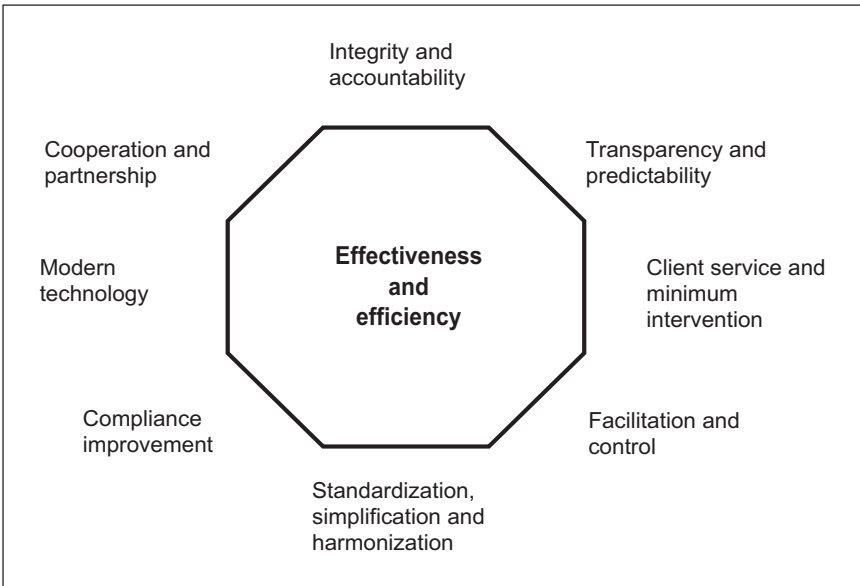 Integrity and
accountability
Cooperation and
partnership
Transparency and
predictability
Modern
technology
Effectiveness
and
efficiency
Client service and
minimum
intervention
Compliance
improvement
Facilitation and
control
Standardization,
simplification and
harmonization